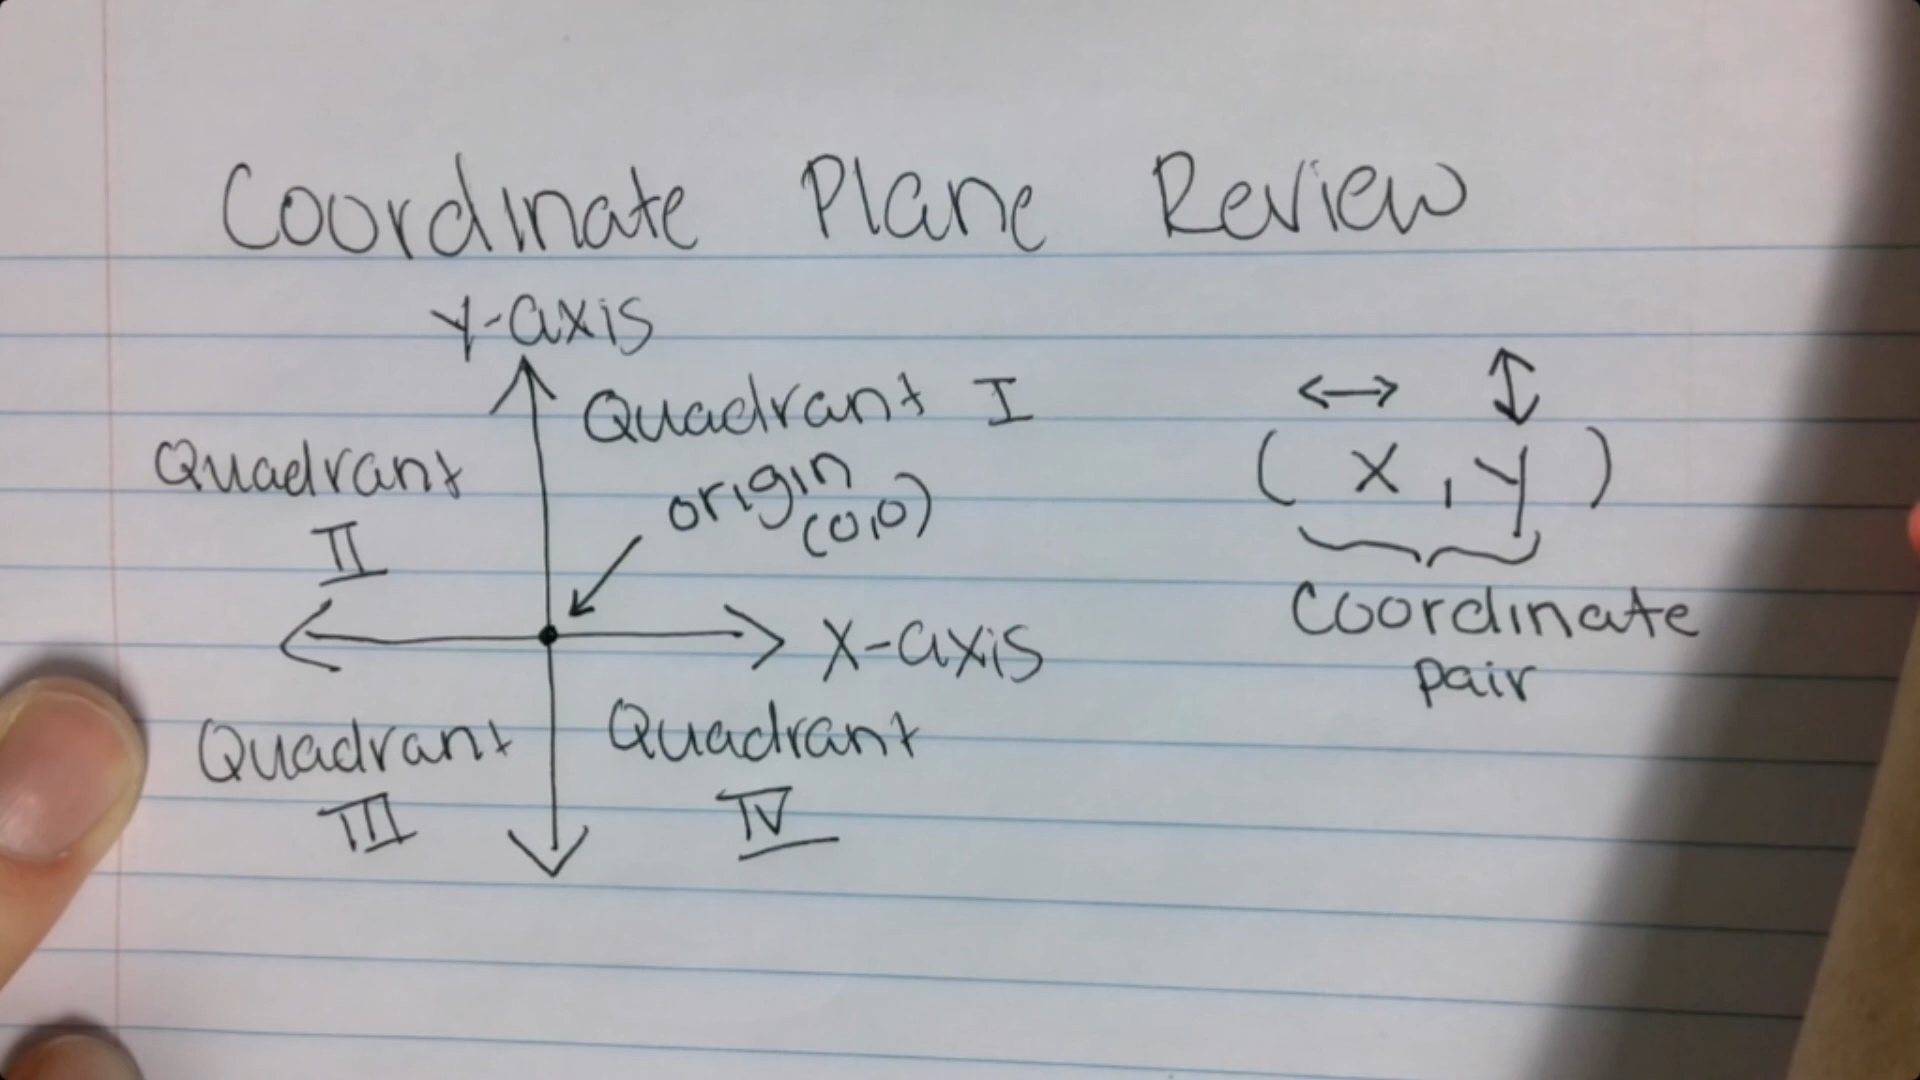 Coordinate Plane Review
Y-axis
Quadrant I
Quadrant
II
origin
(0,0)
X-axis
Quadrant
III
Quadrant
IV
( X , Y )
Coordinate
pair